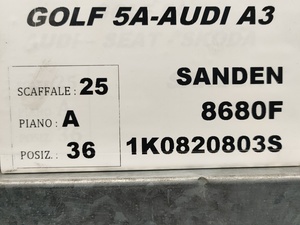 GOLF 5A-AUDI A3
SCAFFALE: 25
PIANO: A
POSIZ. 36
SANDEN
8680F
1K0820803S